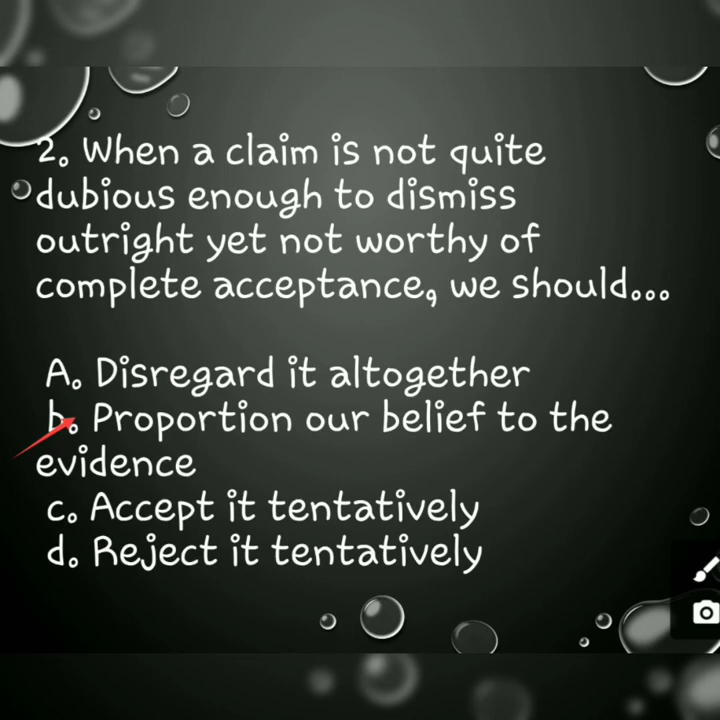 2. When a claim is not quite
dubious enough to dismiss
outright yet not worthy of
complete acceptance, we should...
A. Disregard it altogether
b. Proportion our belief to the
evidence
c. Accept it tentatively
d. Reject it tentatively